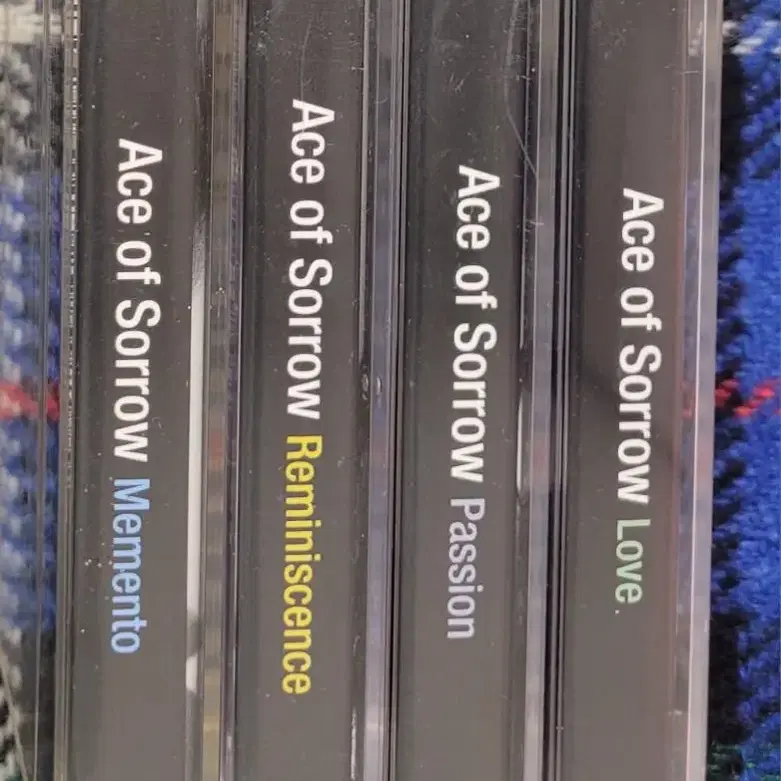 Ace of Sorrow Memento
Ace of Sorrow Reminiscence
Ace of Sorrow Passion
Ace of Sorrow Love.